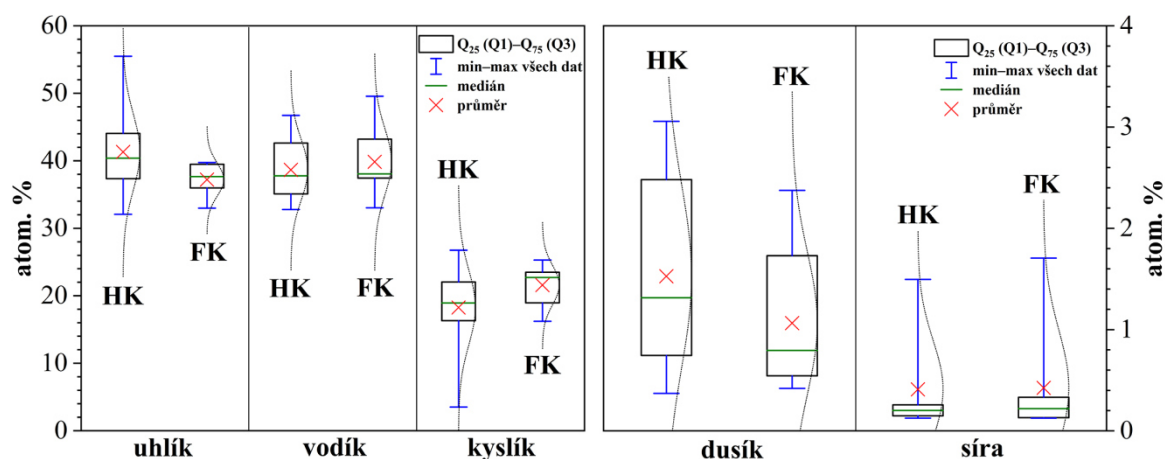 60
50
40
30
20
10
0
atom. %
Q25 (Q1)–Q75 (Q3)
min–max všech dat
medián
průměr
HK
FK
HK
FK
HK
FK
uhlík
vodík
kyslík
Q25 (Q1)–Q75 (Q3)
min–max všech dat
medián
průměr
HK
FK
HK
FK
dusík
síra
4
3
2
1
0
atom. %